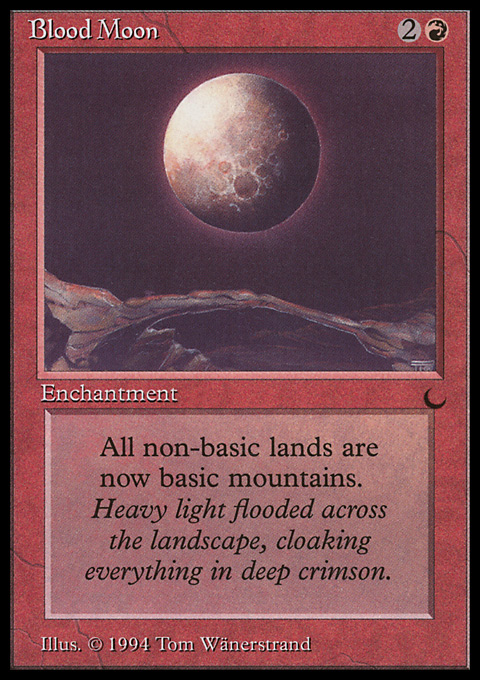 Blood Moon 2
Enchantment
All non-basic lands are
now basic mountains.
Heavy light flooded across
the landscape, cloaking
everything in deep crimson.
Illus. © 1994 Tom Wänerstrand